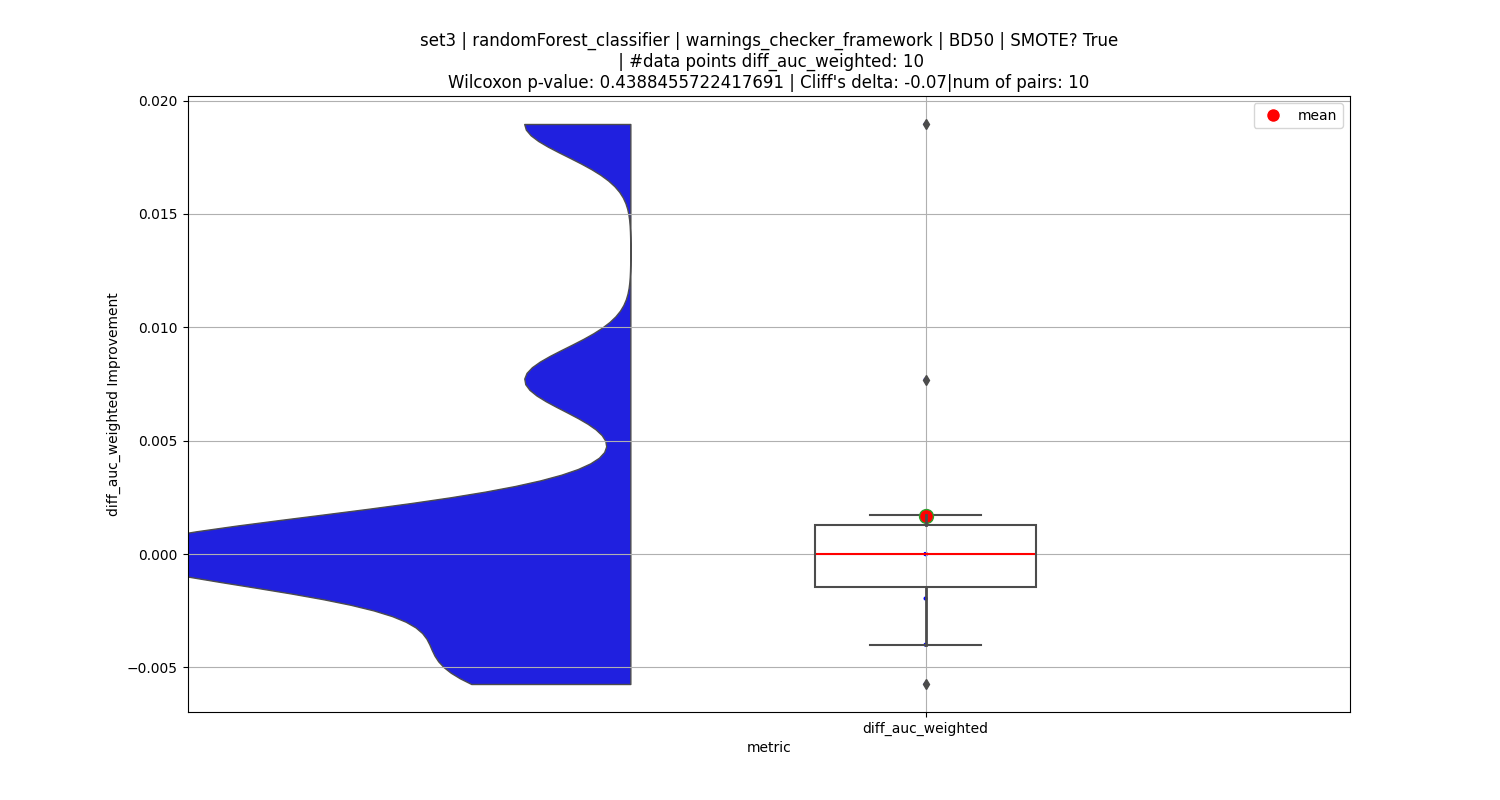 set3 | randomForest_classifier | warnings_checker_framework | BD50 | SMOTE? True
| #data points diff_auc_weighted: 10
Wilcoxon p-value: 0.4388455722417691 | Cliff's delta: -0.07|num of pairs: 10
mean
0.020
0.015
0.010
0.005
0.000
−0.005
diff_auc_weighted Improvement
diff_auc_weighted
metric